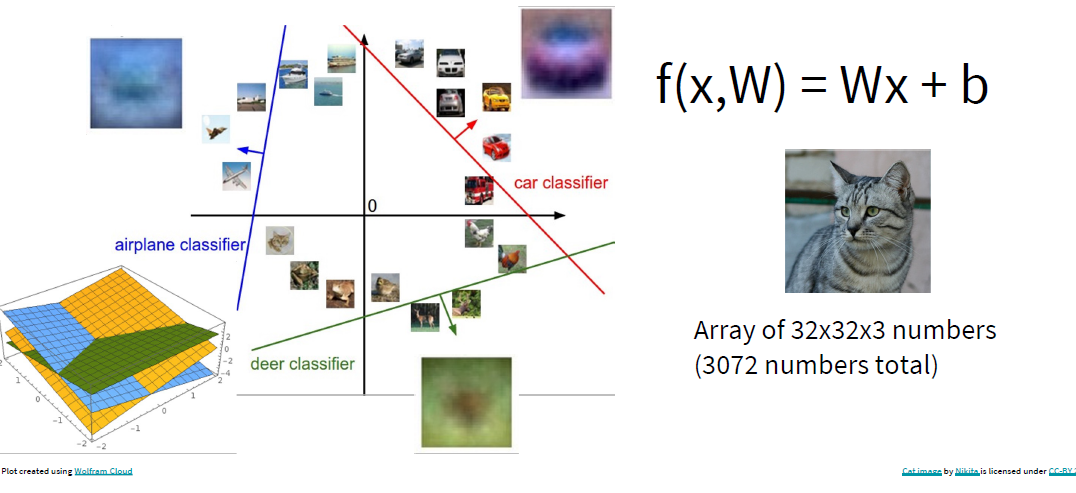 f(x,W) = Wx + b
0
car classifier
airplane classifier
deer classifier
Array of 32x32x3 numbers
(3072 numbers total)
2
0
-2
-4
2
1
0
-1
-2
1
0
-1
-2
Plot created using Wolfram Cloud
Cat image by Nikita is licensed under CC-BY